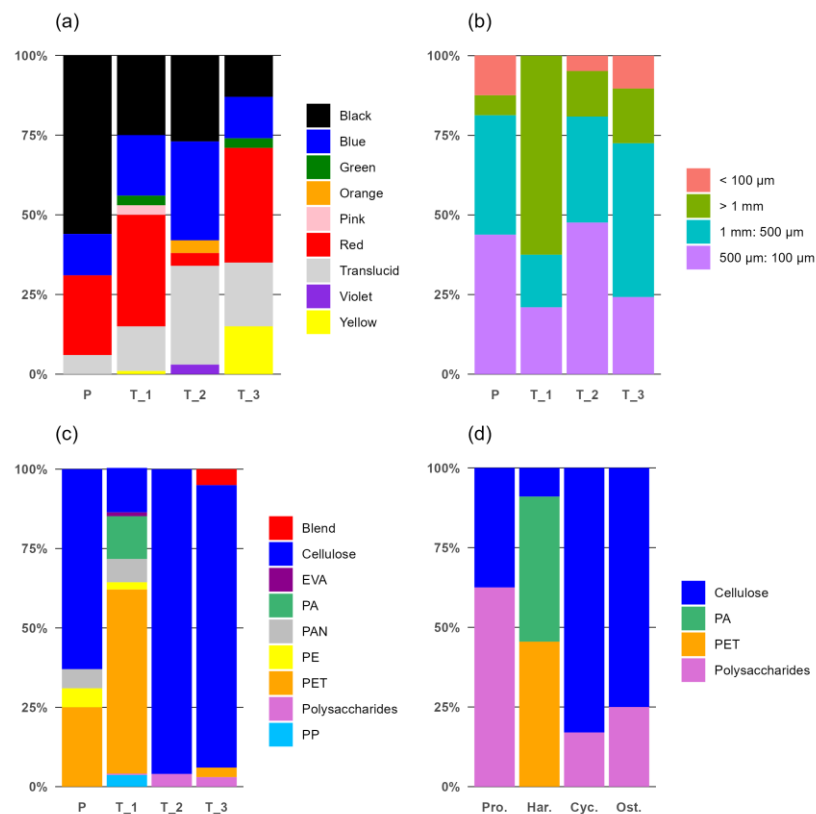 (a)
100%
75%
50%
25%
0%
P T_1 T_2 T_3
Black
Blue
Green
Orange
Pink
Red
Translucid
Violet
Yellow
(b)
100%
75%
50%
25%
0%
P T_1 T_2 T_3
< 100 µm
> 1 mm
1 mm: 500 µm
500 µm: 100 µm
(c)
100%
75%
50%
25%
0%
P T_1 T_2 T_3
Blend
Cellulose
EVA
PA
PAN
PE
PET
Polysaccharides
PP
(d)
100%
75%
50%
25%
0%
Pro. Har. Cyc. Ost.
Cellulose
PA
PET
Polysaccharides